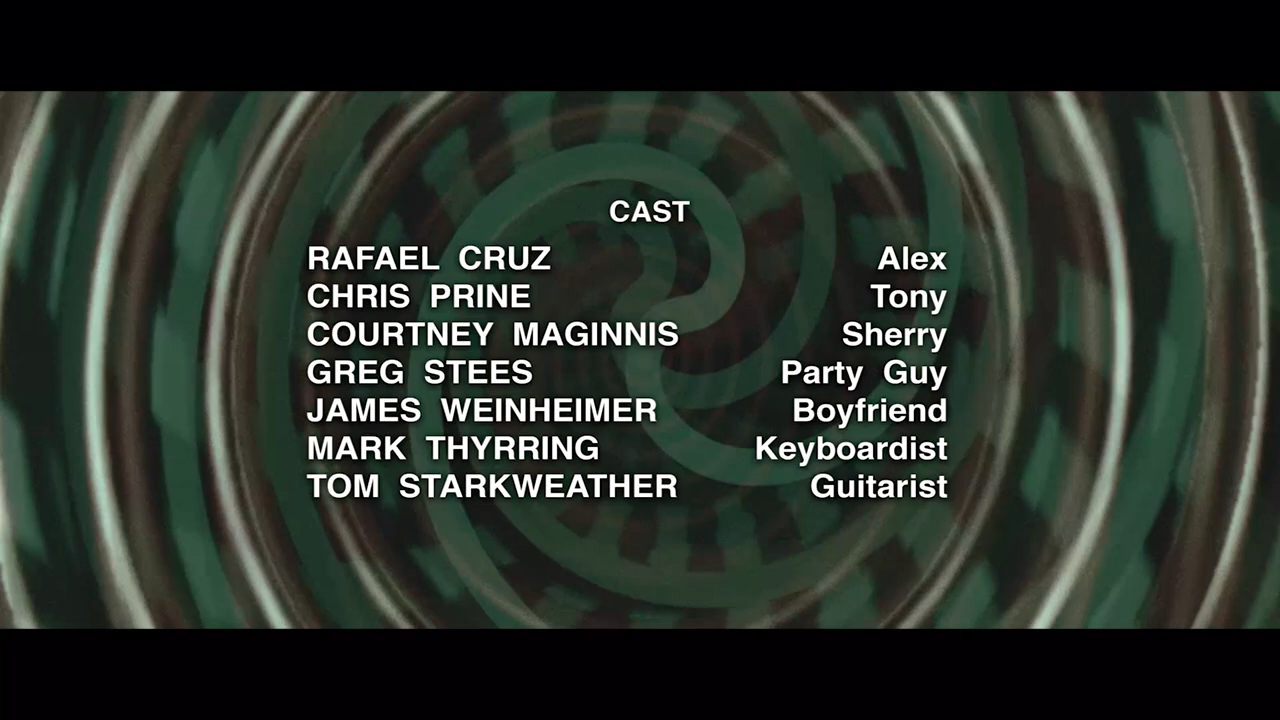 CAST
RAFAEL CRUZ Alex
CHRIS PRINE Tony
COURTNEY MAGINNIS Sherry
GREG STEES Party Guy
JAMES WEINHEIMER Boyfriend
MARK THYRRING Keyboardist
TOM STARKWEATHER Guitarist